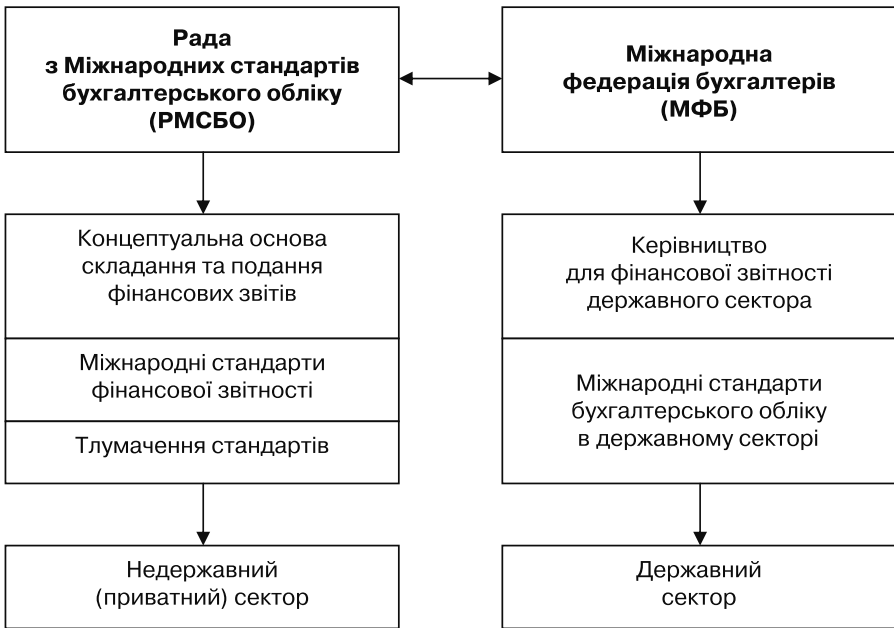 Рада
з Міжнародних стандартів
бухгалтерського обліку
(РМСБО)
Міжнародна
федерація бухгалтерів
(МФБ)
Концептуальна основа
складання та подання
фінансових звітів
Міжнародні стандарти
фінансової звітності
Тлумачення стандартів
Керівництво
для фінансової звітності
державного сектора
Міжнародні стандарти
бухгалтерського обліку
в державному секторі
Недержавний
(приватний) сектор
Державний
сектор